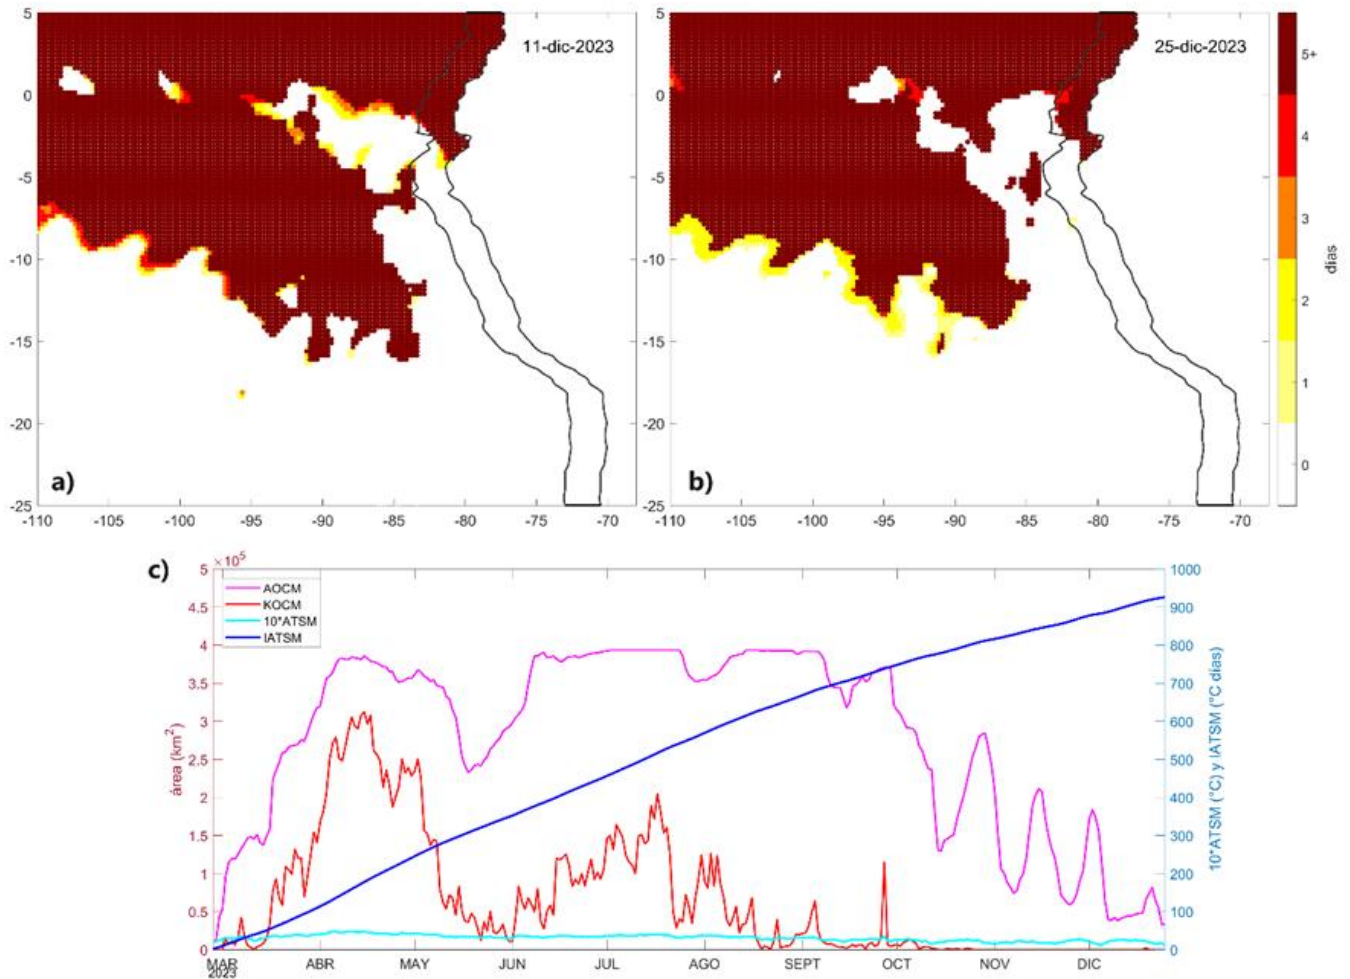 5
0
-5
-10
-15
-20
-25
11-dic-2023
a)
-110 -105 -100 -95 -90 -85 -80 -75 -70
5
0
-5
-10
-15
-20
-25
25-dic-2023
b)
-110 -105 -100 -95 -90 -85 -80 -75 -70
5+
4
3
2
1
0
dias
c)
×10⁵
5
4.5
4
3.5
3
2.5
2
1.5
1
0.5
0
área (km²)
AOCM
KOCM
10*ATSM
IATSM
1000
900
800
700
600
500
400
300
200
100
0
10*ATSM (°C) y IATSM (°C dias)
MAR ABR MAY JUN JUL AGO SEPT OCT NOV DIC
2023